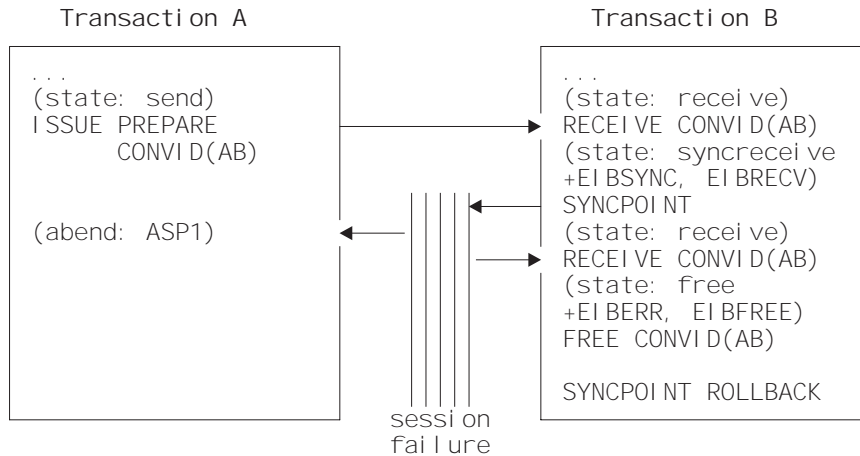 Transaction A
...
(state: send)
ISSUE PREPARE
CONVID(AB)
(abend: ASP1)
Transaction B
...
(state: receive)
RECEIVE CONVID(AB)
(state: syncreceive
+EIBSYNC, EIBRECV)
SYNCPOINT
(state: receive)
RECEIVE CONVID(AB)
(state: free
+EIBERR, EIBFREE)
FREE CONVID(AB)
SYNCPOINT ROLLBACK
session
failure